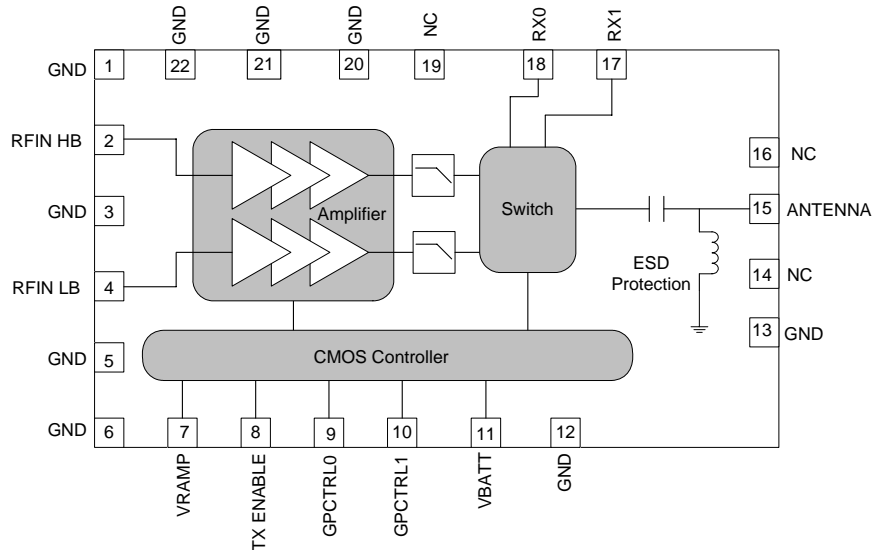 GND
GND
GND
NC
RX0
RX1
GND
1
22
21
20
19
18
17
RFIN HB
2
16
NC
GND
3
Amplifier
Switch
15
ANTENNA
RFIN LB
4
ESD
Protection
14
NC
13
GND
GND
5
CMOS Controller
GND
6
7
8
9
10
11
12
VRAMP
TX ENABLE
GPCTRL0
GPCTRL1
VBATT
GND